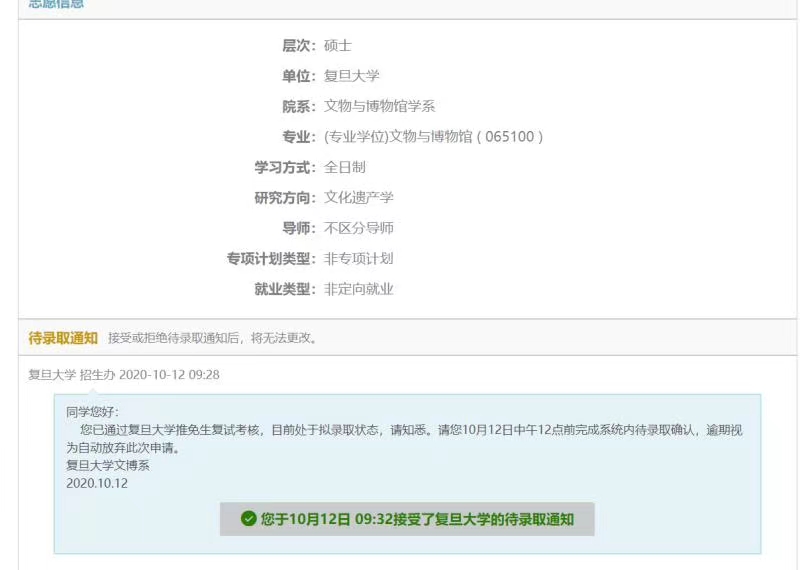 志愿信息
层次：硕士
单位：复旦大学
院系：文物与博物馆学系
专业：(专业学位)文物与博物馆（065100）
学习方式：全日制
研究方向：文化遗产学
导师：不区分导师
专项计划类型：非专项计划
就业类型：非定向就业
待录取通知 接受或拒绝待录取通知后，将无法更改。
复旦大学 招生办 2020-10-12 09:28
同学您好：
您已通过复旦大学推免生复试考核，目前处于拟录取状态，请知悉。请您10月12日中午12点前完成系统内待录取确认，逾期视
为自动放弃此次申请。
复旦大学文博系
2020.10.12
您于10月12日 09:32接受了复旦大学的待录取通知